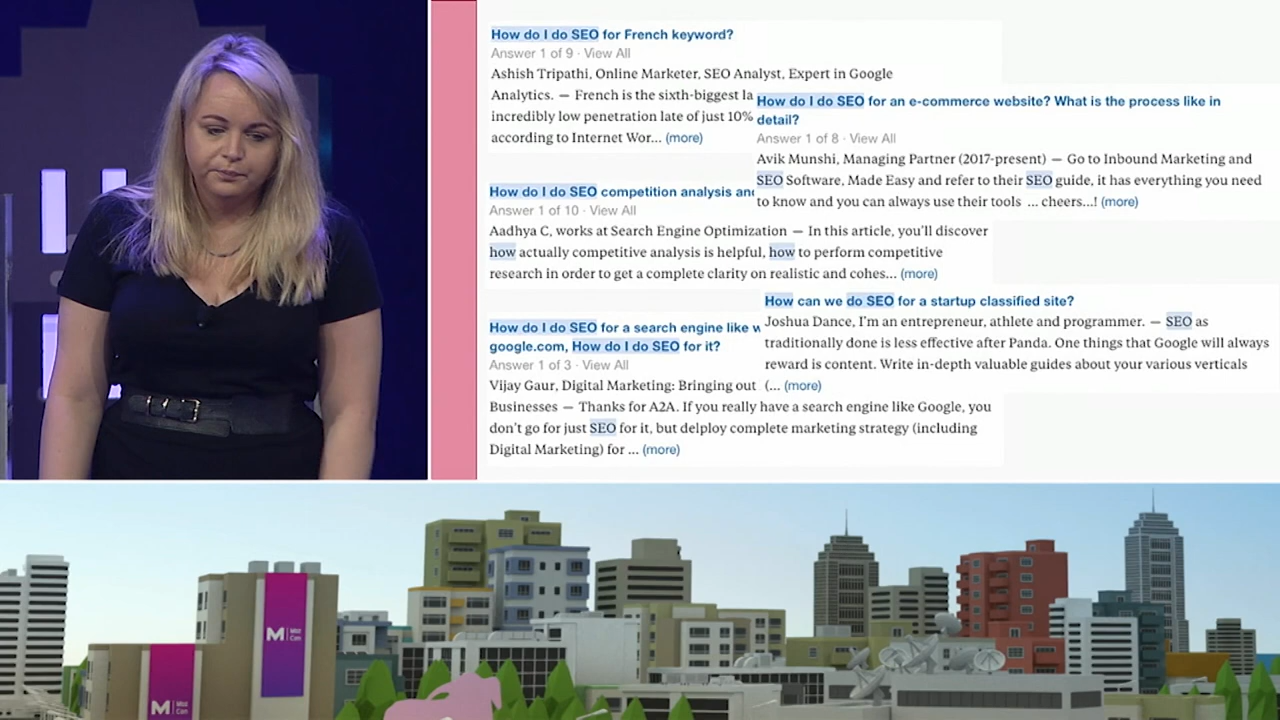 How do I do SEO for French keyword?
Answer 1 of 9 · View All
Ashish Tripathi, Online Marketer, SEO Analyst, Expert in Google
Analytics. — French is the sixth-biggest la
incredibly low penetration late of just 10%
according to Internet Wor... (more)
How do I do SEO for an e-commerce website? What is the process like in
detail?
Answer 1 of 8 · View All
Avik Munshi, Managing Partner (2017-present) — Go to Inbound Marketing and
SEO Software, Made Easy and refer to their SEO guide, it has everything you need
to know and you can always use their tools ... cheers...! (more)
How do I do SEO competition analysis and
Answer 1 of 10 · View All
Aadhya C, works at Search Engine Optimization — In this article, you'll discover
how actually competitive analysis is helpful, how to perform competitive
research in order to get a complete clarity on realistic and cohes... (more)
How can we do SEO for a startup classified site?
Joshua Dance, I'm an entrepreneur, athlete and programmer. — SEO as
traditionally done is less effective after Panda. One things that Google will always
reward is content. Write in-depth valuable guides about your various verticals
(... (more)
How do I do SEO for a search engine like w
google.com, How do I do SEO for it?
Answer 1 of 3 · View All
Vijay Gaur, Digital Marketing: Bringing out
Businesses — Thanks for A2A. If you really have a search engine like Google, you
don't go for just SEO for it, but delploy complete marketing strategy (including
Digital Marketing) for ... (more)
M Moz Con
M Moz Con